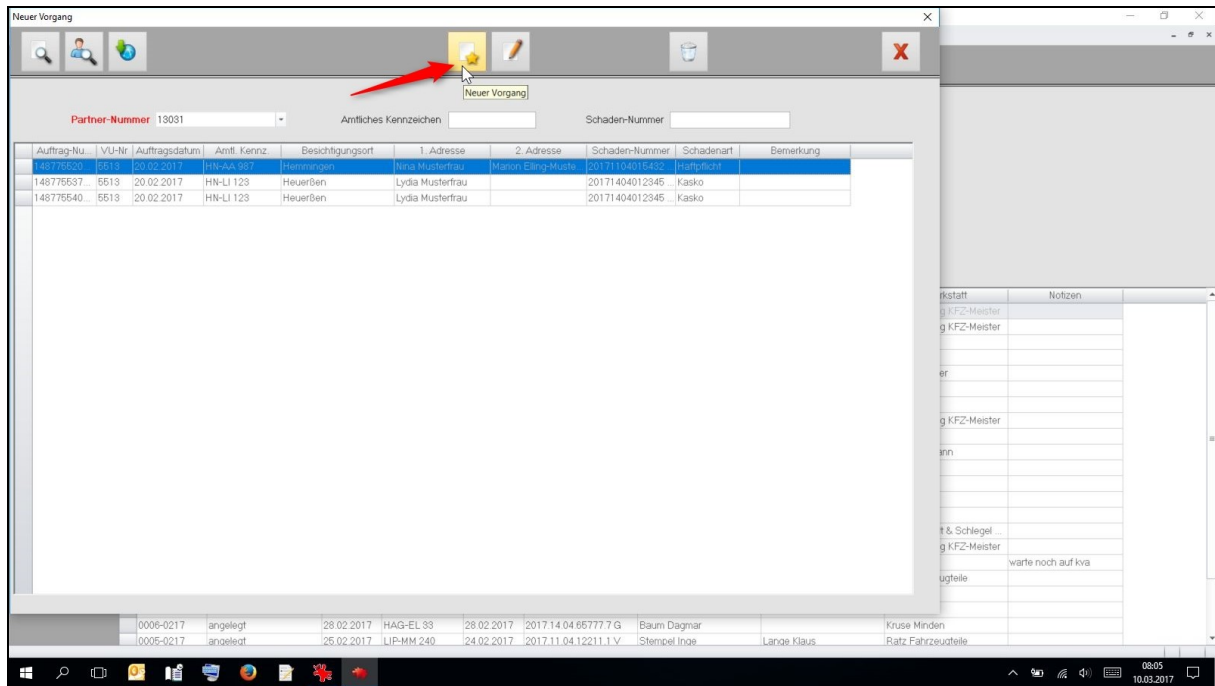 Neuer Vorgang
Neuer Vorgang
Partner-Nummer 13031 Amtliches Kennzeichen Schaden-Nummer
Auftrag-Nu... VU-Nr Auftragsdatum Amtl. Kennz. Besichtigungsort 1. Adresse 2. Adresse Schaden-Nummer Schadenart Bemerkung
148776520... 5513 20.02.2017 HN-AA 987 Hemmingen Nina Musterfrau Marion Elling-Muste... 20171104015432... Haftpflicht
148775537... 5513 20.02.2017 HN-LI 123 Heuerßen Lydia Musterfrau 20171404012345... Kasko
148775540... 5513 20.02.2017 HN-LI 123 Heuerßen Lydia Musterfrau 20171404012345... Kasko
rkstatt Notizen
g KFZ-Meister
g KFZ-Meister
er
g KFZ-Meister
ann
t & Schlegel ...
g KFZ-Meister
warte noch auf kva
ugteile
0006-0217 angelegt 28.02.2017 HAG-EL 33 28.02.2017 2017.14.04.65777.7 G Baum Dagmar Kruse Minden
0005-0217 angelegt 25.02.2017 LIP-MM 240 24.02.2017 2017.11.04.12211.1 V Stempel Inge Lange Klaus Ratz Fahrzeugteile
08:05
10.03.2017